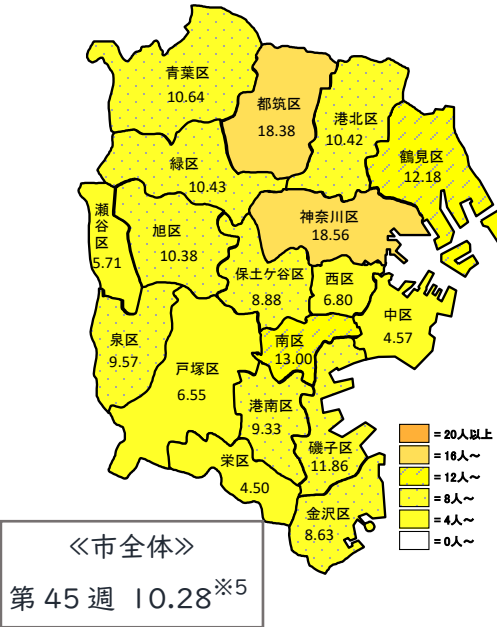 青葉区
10.64
都筑区
18.38
港北区
10.42
鶴見区
12.18
緑区
10.43
神奈川区
18.56
瀬谷区
5.71
旭区
10.38
保土ケ谷区
8.88
西区
6.80
中区
4.57
泉区
9.57
戸塚区
6.55
南区
13.00
港南区
9.33
磯子区
11.86
栄区
4.50
金沢区
8.63
=20人以上
=16人～
=12人～
=8人～
=4人～
=0人～
≪市全体≫
第 45 週 10.28※5